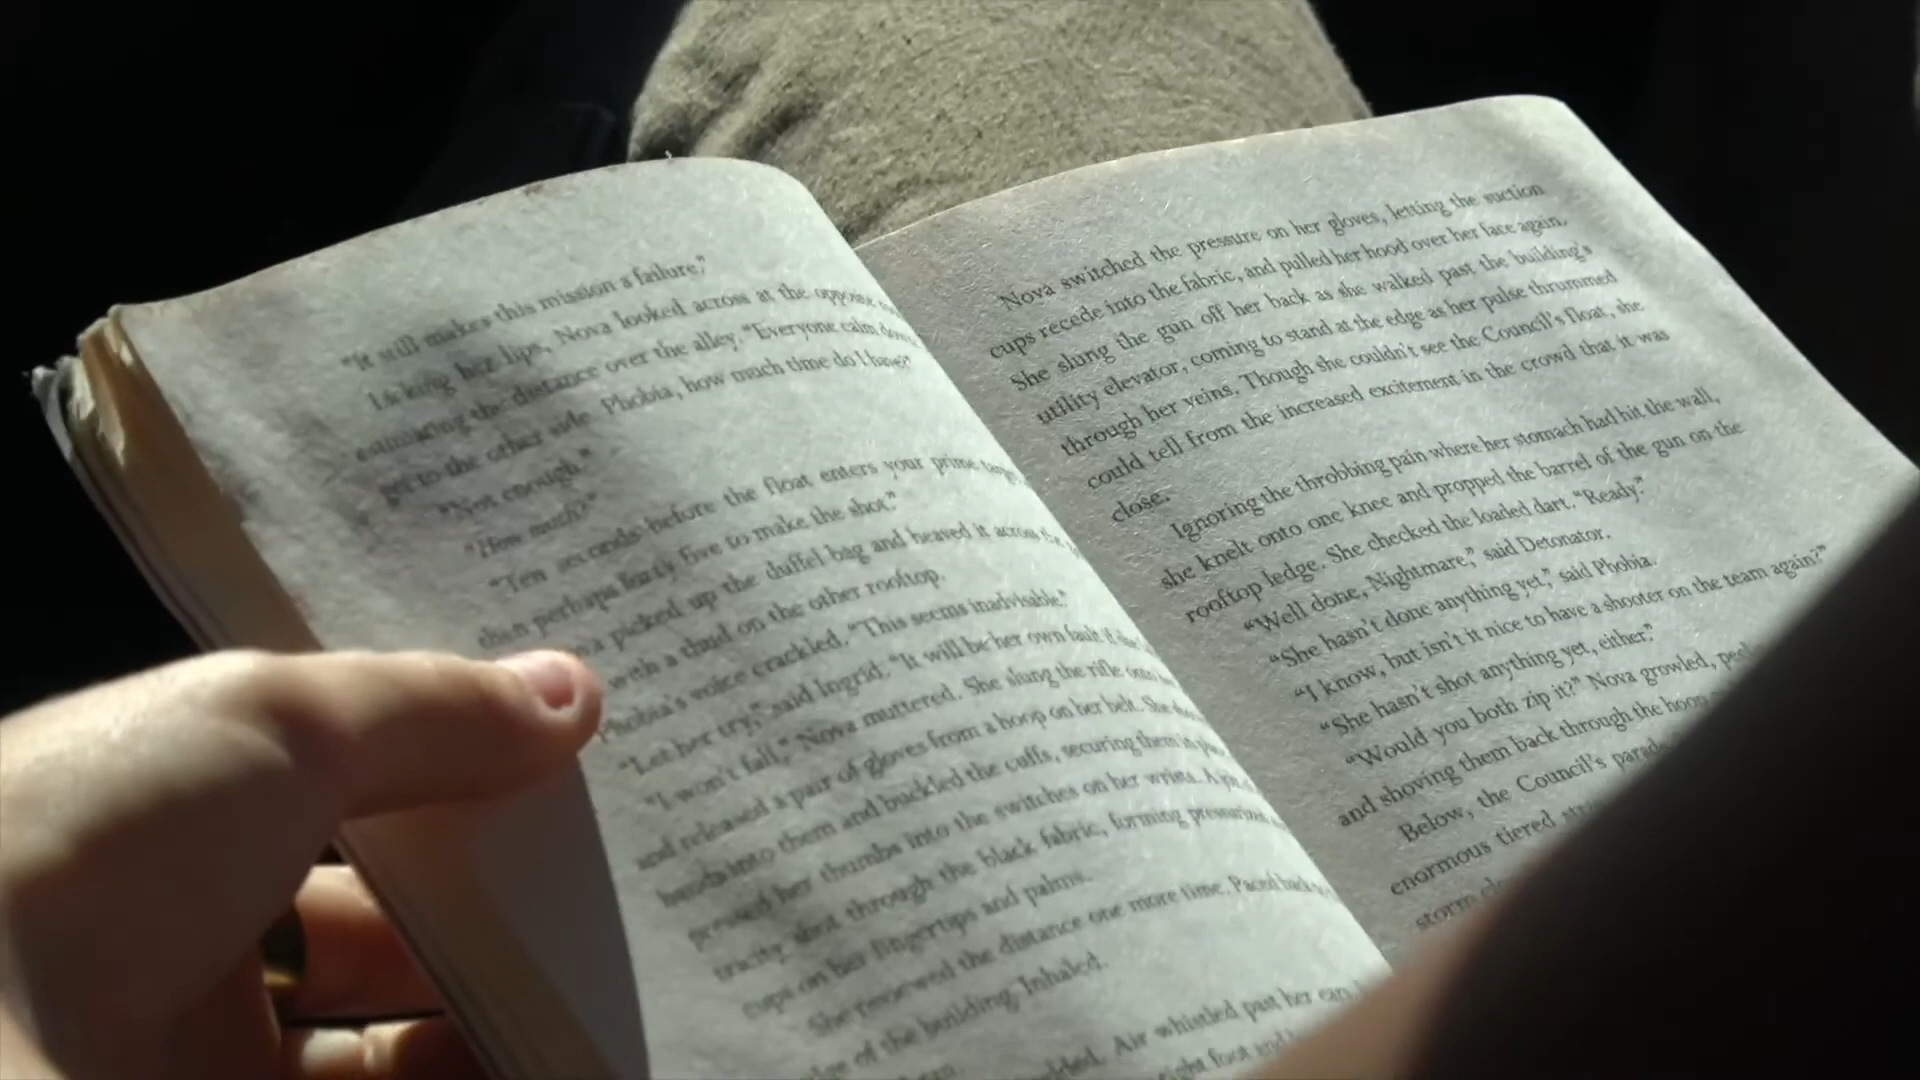 "It still makes this mission a failure."
Licking her lips, Nova looked across at the opposite
estimating the distance over the alley. "Everyone calm down
get to the other side. Phobia, how much time do I have?"
"Not enough."
"How much?"
"Ten seconds before the float enters your prime target
than perhaps forty-five to make the shot."
picked up the duffel bag and heaved it across the
with a thud on the other rooftop.
Phobia's voice crackled. "This seems inadvisable."
"Let her try," said Ingrid. "It will be her own fault if she
"I won't fail," Nova muttered. She slung the rifle onto her
and released a pair of gloves from a hoop on her belt. She
hands into them and buckled the cuffs, securing them in place
pressed her thumbs into the switches on her wrists. A
tricity shot through the black fabric, forming pressurized
cups on her fingertips and palms.
She reviewed the distance one more time. Paced back to
edge of the building. Inhaled.
Air whistled past her ears,
right foot and
Nova switched the pressure on her gloves, letting the suction
cups recede into the fabric, and pulled her hood over her face again.
She slung the gun off her back as she walked past the building's
utility elevator, coming to stand at the edge as her pulse thrummed
through her veins. Though she couldn't see the Council's float, she
could tell from the increased excitement in the crowd that it was
close.
Ignoring the throbbing pain where her stomach had hit the wall,
she knelt onto one knee and propped the barrel of the gun on the
rooftop ledge. She checked the loaded dart. "Ready."
"Well done, Nightmare," said Detonator.
"She hasn't done anything yet," said Phobia.
"I know, but isn't it nice to have a shooter on the team again?"
"She hasn't shot anything yet, either."
"Would you both zip it?" Nova growled,
and shoving them back through the hoop
Below, the Council's
enormous tiered
storm